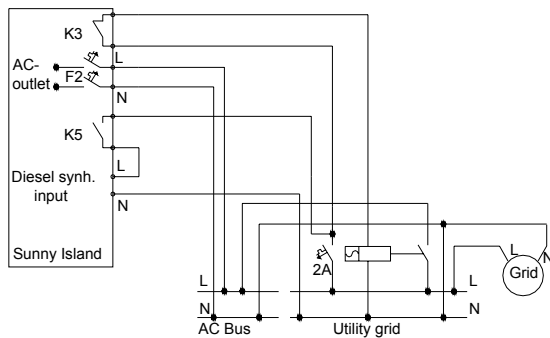 K3
L
AC-
outlet
F2
N
K5
L
Diesel synh.
input
N
Sunny Island
2A
L
N
Grid
L
L
N
N
AC Bus
Utility grid